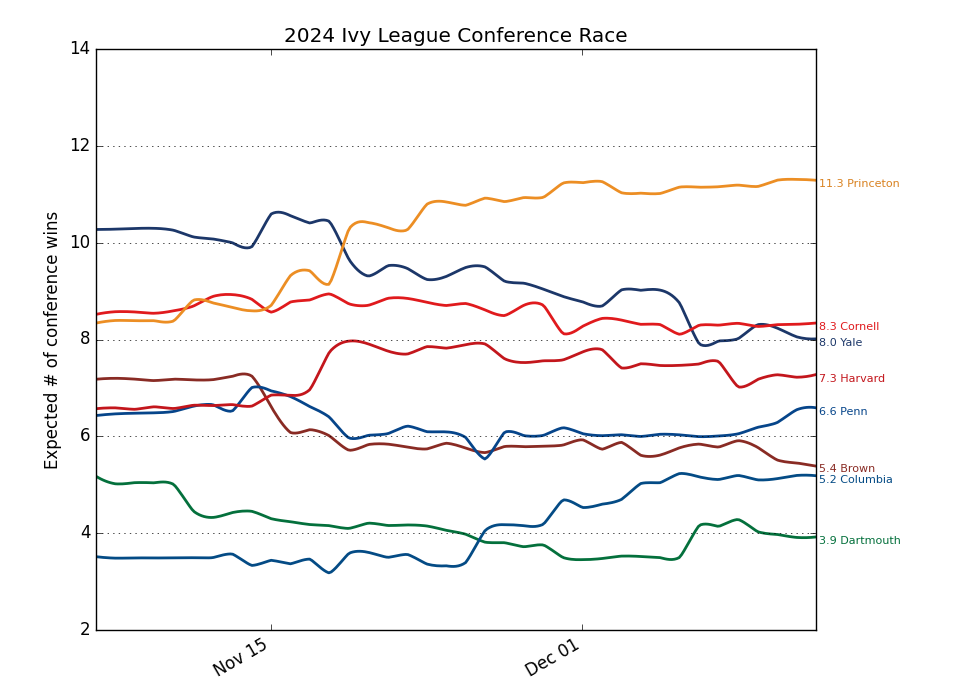 2024 Ivy League Conference Race
Expected # of conference wins
14
12
10
8
6
4
2
Nov 15
Dec 01
11.3 Princeton
8.3 Cornell
8.0 Yale
7.3 Harvard
6.6 Penn
5.4 Brown
5.2 Columbia
3.9 Dartmouth